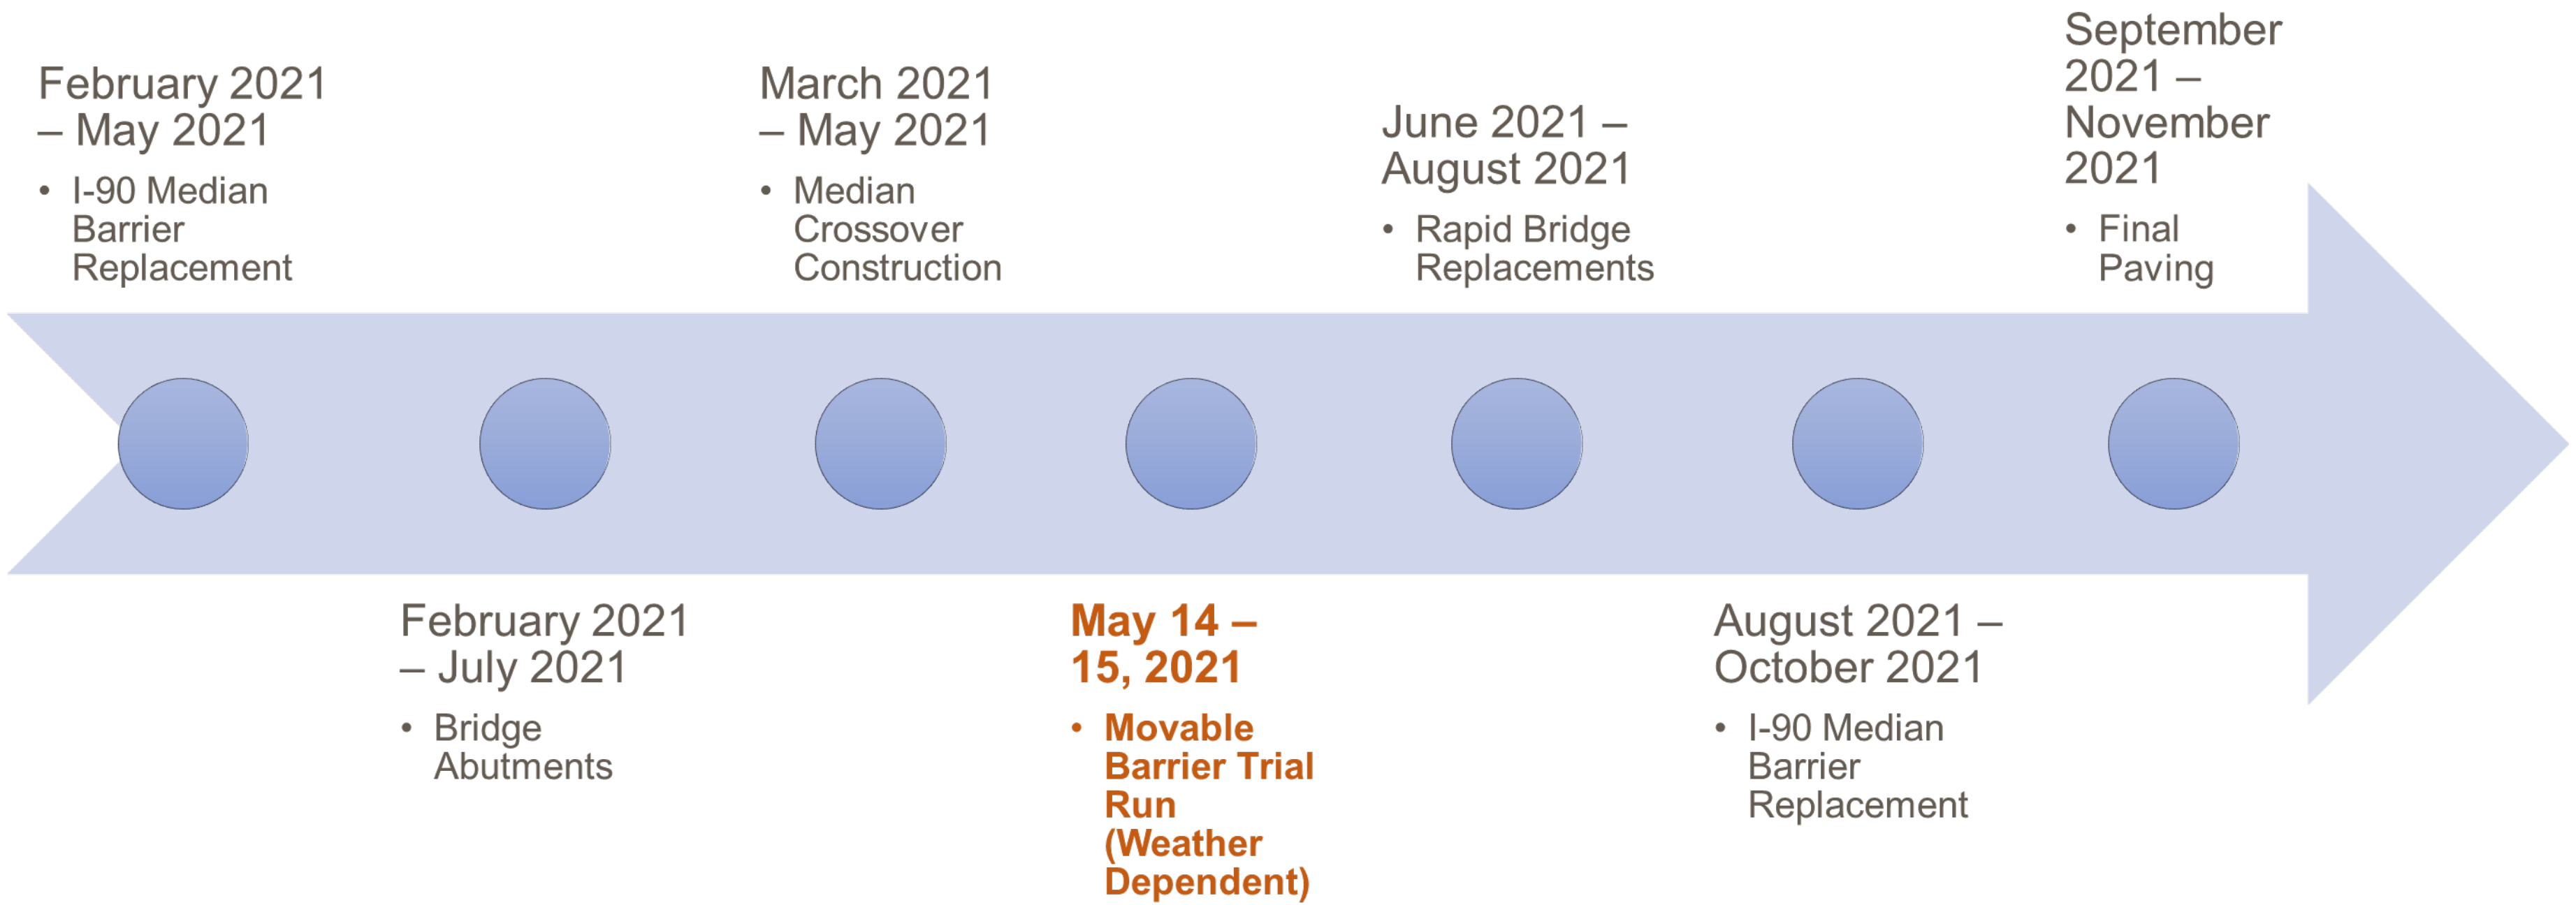 February 2021
– May 2021
• I-90 Median
Barrier
Replacement
February 2021
– July 2021
• Bridge
Abutments
March 2021
– May 2021
• Median
Crossover
Construction
May 14 –
15, 2021
• Movable
Barrier Trial
Run
(Weather
Dependent)
June 2021 –
August 2021
• Rapid Bridge
Replacements
August 2021 –
October 2021
• I-90 Median
Barrier
Replacement
September
2021 –
November
2021
• Final
Paving